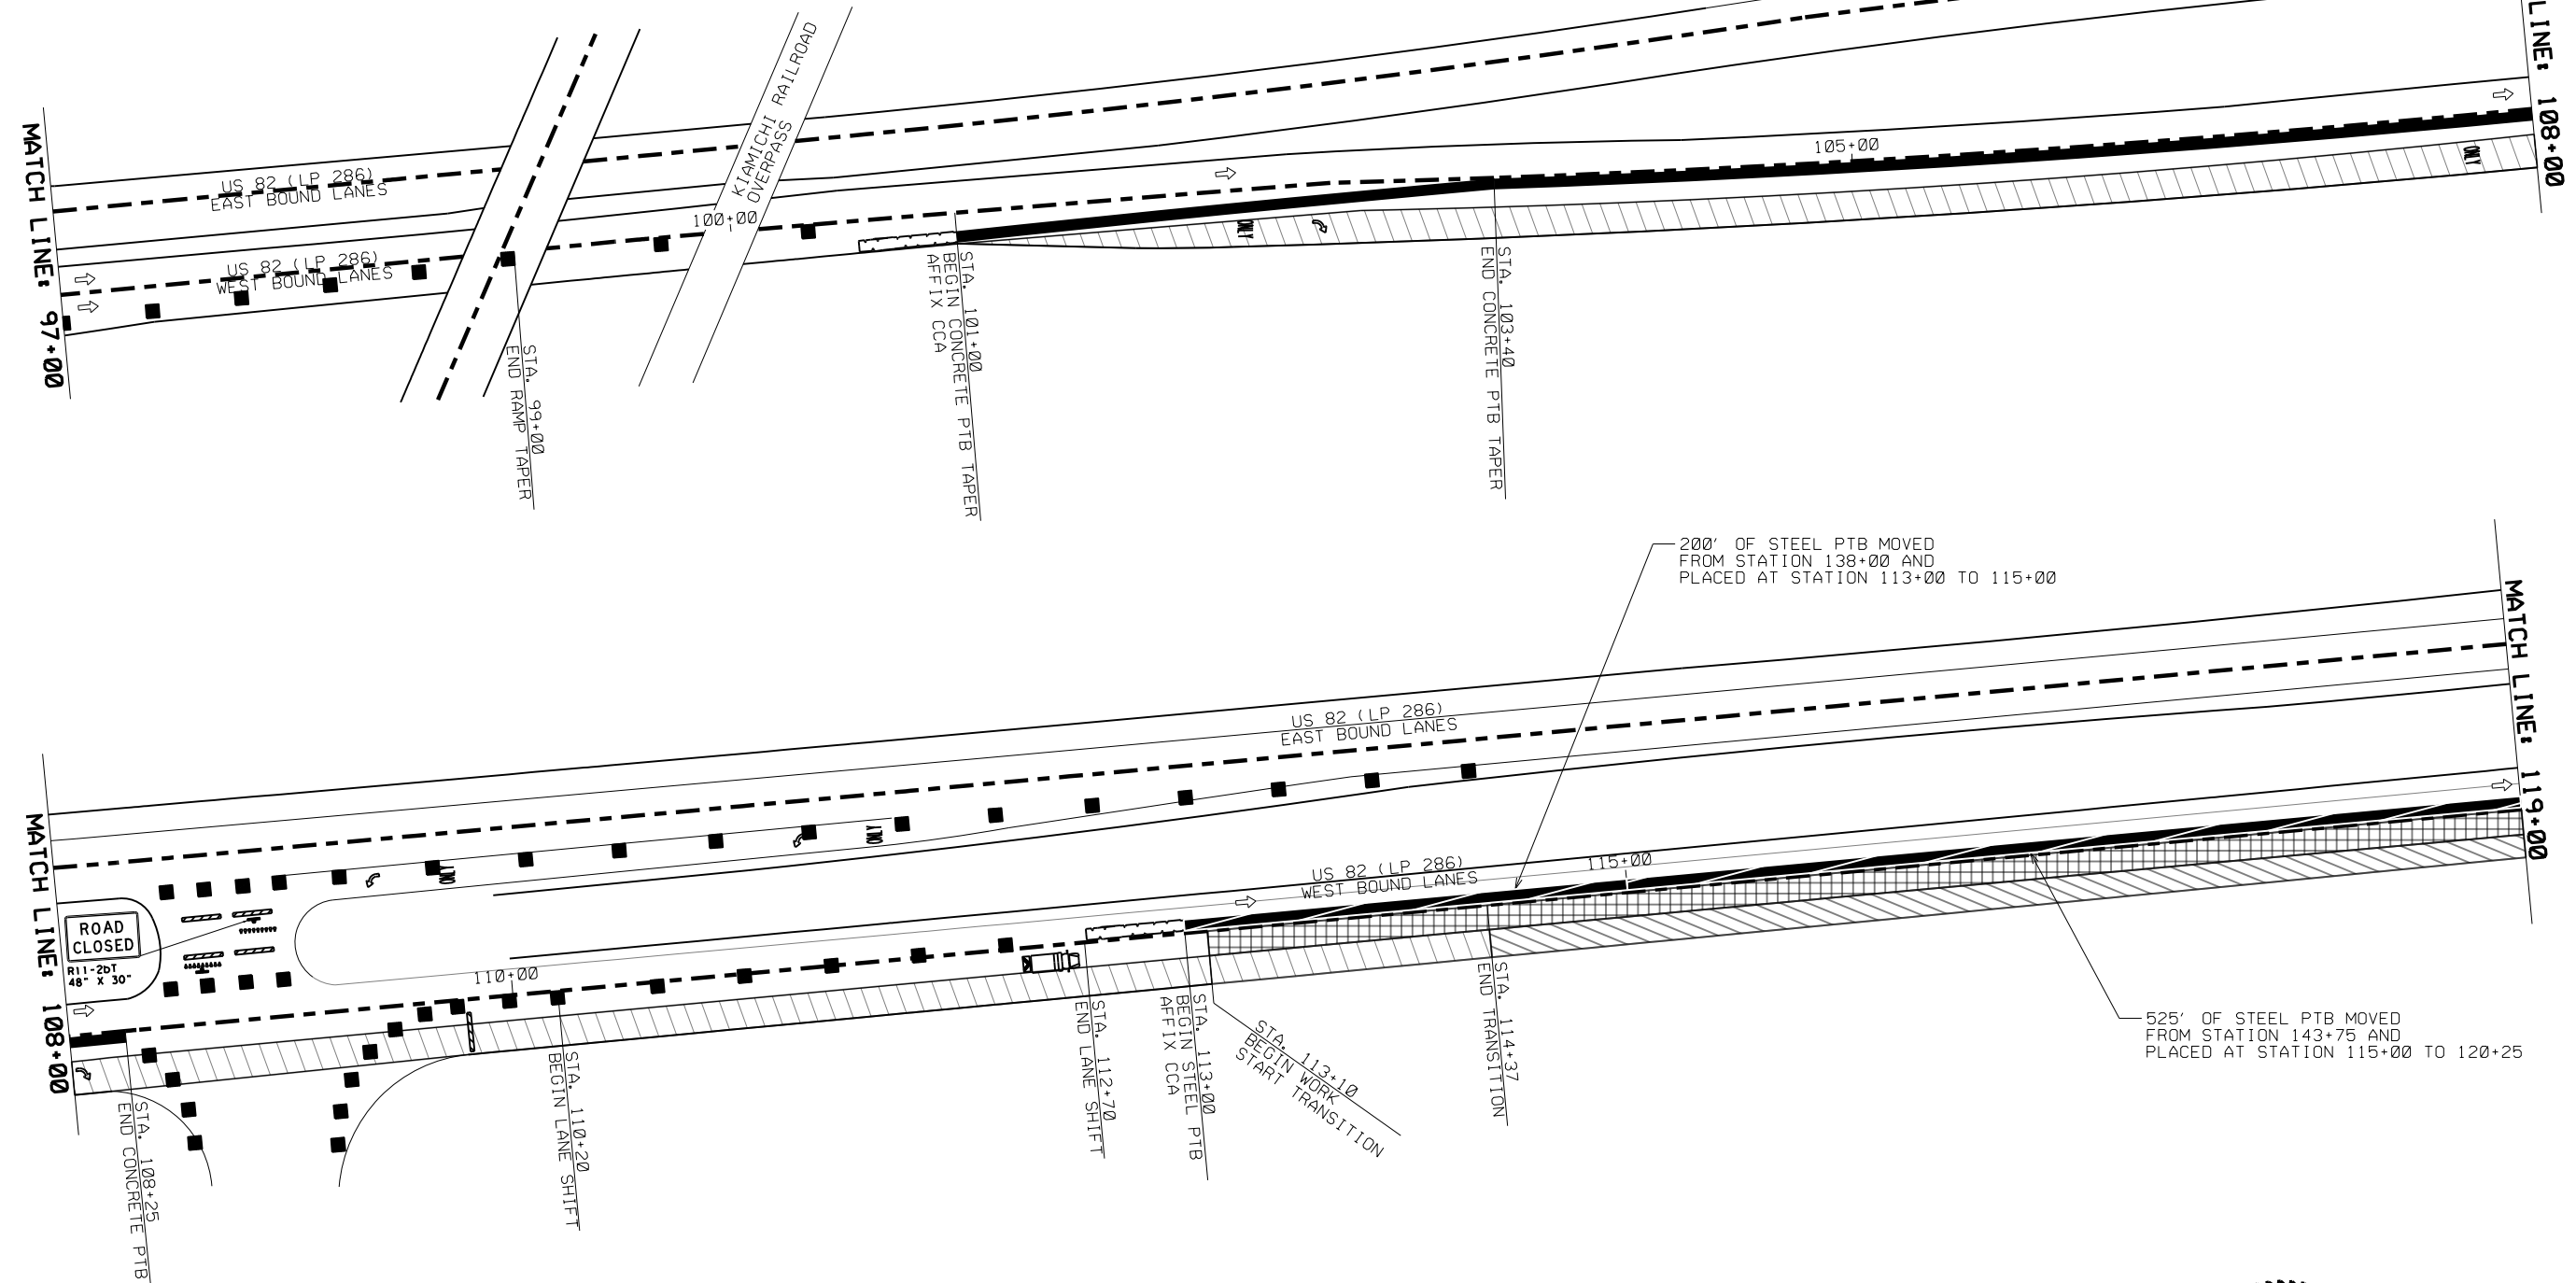 MATCH LINE: 97+00
US 82 (LP 286)
EAST BOUND LANES
US 82 (LP 286)
WEST BOUND LANES
KIAMICHI RAILROAD
OVERPASS
100+00
STA. 99+00
END RAMP TAPER
STA. 101+00
BEGIN CONCRETE PTB TAPER
AFFIX CCA
ONLY
STA. 103+40
END CONCRETE PTB TAPER
105+00
ONLY
LINE: 108+00
200' OF STEEL PTB MOVED
FROM STATION 138+00 AND
PLACED AT STATION 113+00 TO 115+00
MATCH LINE: 108+00
ROAD
CLOSED
R11-2bT
48" X 30"
ONLY
ONLY
US 82 (LP 286)
EAST BOUND LANES
US 82 (LP 286)
WEST BOUND LANES
110+00
115+00
STA. 108+25
END CONCRETE PTB
STA. 110+20
BEGIN LANE SHIFT
STA. 112+70
END LANE SHIFT
STA. 113+00
BEGIN STEEL PTB
AFFIX CCA
STA. 113+10
BEGIN WORK
START TRANSITION
STA. 114+37
END TRANSITION
525' OF STEEL PTB MOVED
FROM STATION 143+75 AND
PLACED AT STATION 115+00 TO 120+25
MATCH LINE: 119+00